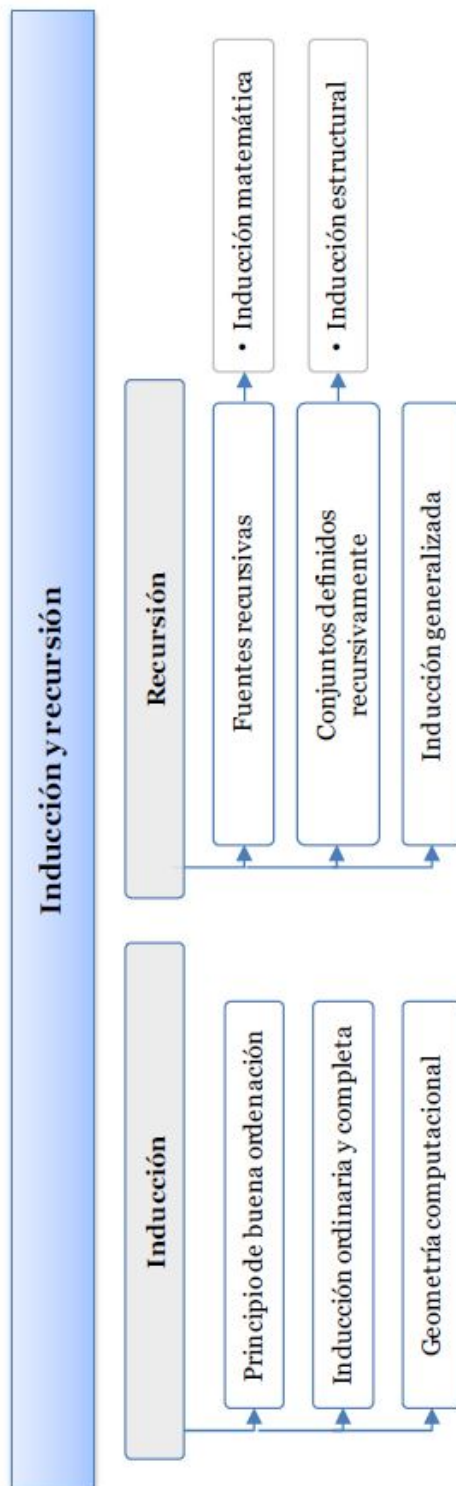 Inducción y recursión
Inducción
Principio de buena ordenación
Inducción ordinaria y completa
Geometría computacional
Recursión
Fuentes recursivas
• Inducción matemática
Conjuntos definidos
recursivamente
• Inducción estructural
Inducción generalizada